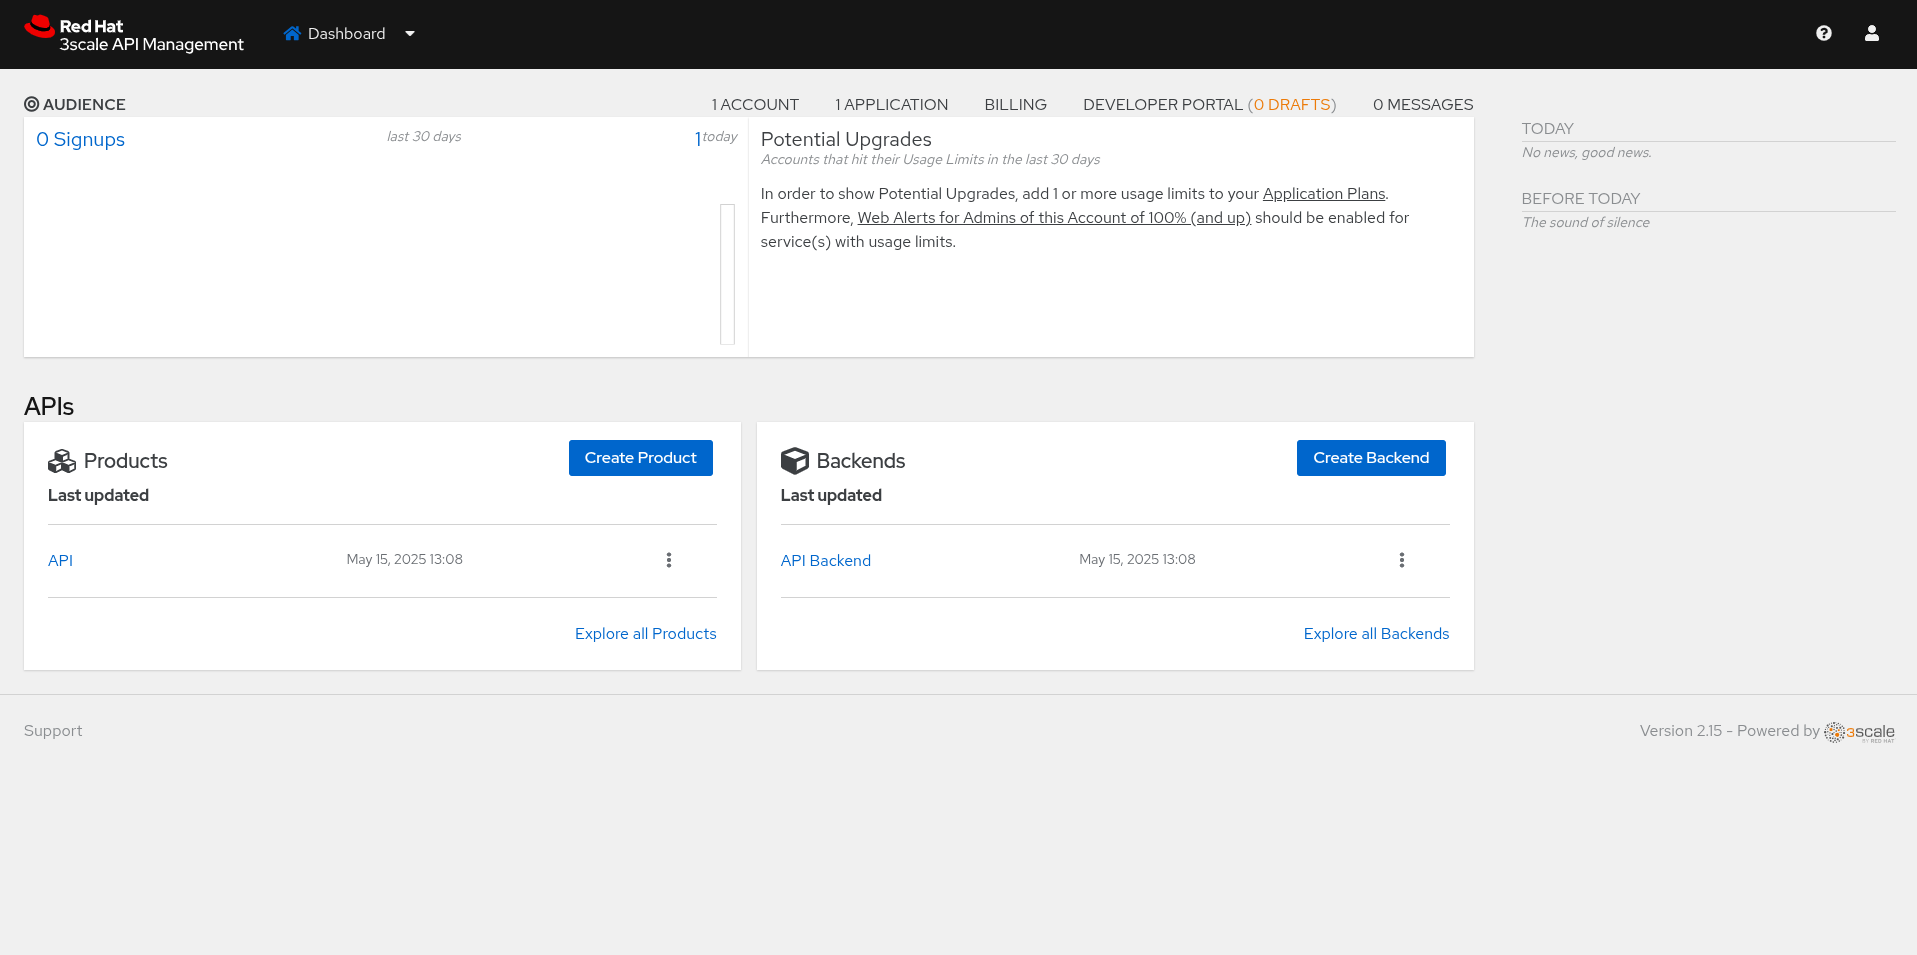 Red Hat
3scale API Management
Dashboard
AUDIENCE
1 ACCOUNT
1 APPLICATION
BILLING
DEVELOPER PORTAL (0 DRAFTS)
0 MESSAGES
0 Signups
last 30 days
1 today
Potential Upgrades
Accounts that hit their Usage Limits in the last 30 days
In order to show Potential Upgrades, add 1 or more usage limits to your Application Plans.
Furthermore, Web Alerts for Admins of this Account of 100% (and up) should be enabled for
service(s) with usage limits.
TODAY
No news, good news.
BEFORE TODAY
The sound of silence
APIs
Products
Create Product
Last updated
API
May 15, 2025 13:08
Explore all Products
Backends
Create Backend
Last updated
API Backend
May 15, 2025 13:08
Explore all Backends
Support
Version 2.15 - Powered by
3scale
BY RED HAT